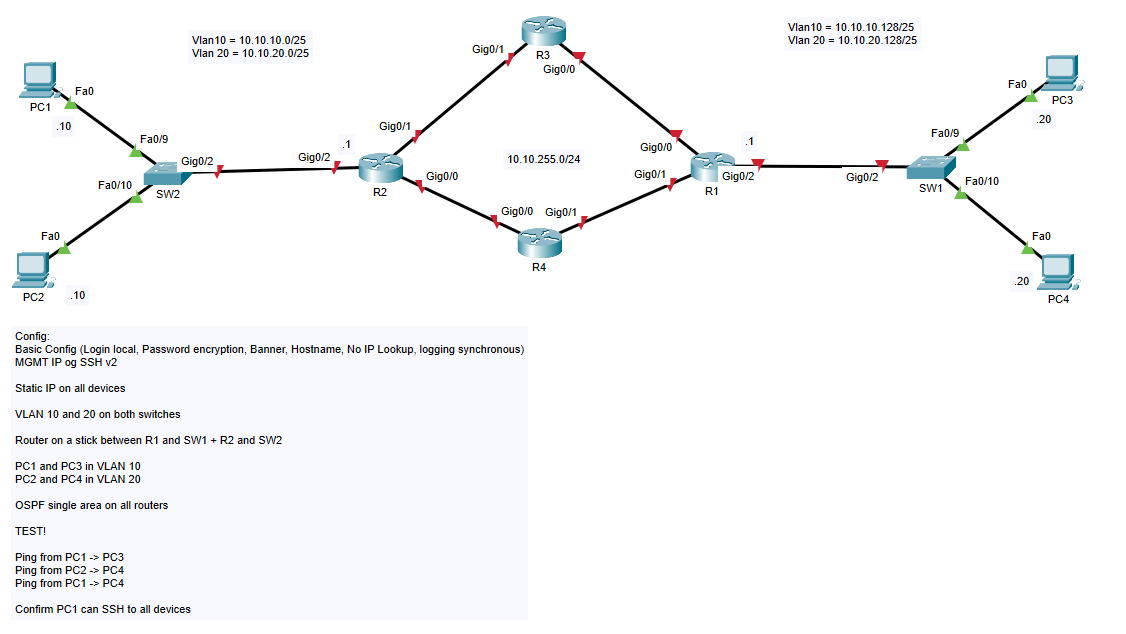 Vlan10 = 10.10.10.0/25
Vlan 20 = 10.10.20.0/25
Vlan10 = 10.10.10.128/25
Vlan 20 = 10.10.20.128/25
Gig0/1
R3
Gig0/0
PC1
Fa0
.10
Fa0/9
Gig0/2
SW2
Fa0/10
Fa0
PC2
.10
Gig0/2
.1
Gig0/1
R2
Gig0/0
10.10.255.0/24
Gig0/0
Gig0/1
R4
Gig0/0
Gig0/1
R1
.1
Gig0/2
Gig0/2
SW1
Fa0/9
Fa0/10
Fa0
PC3
.20
Fa0
.20
PC4
Config:
Basic Config (Login local, Password encryption, Banner, Hostname, No IP Lookup, logging synchronous)
MGMT IP og SSH v2
Static IP on all devices
VLAN 10 and 20 on both switches
Router on a stick between R1 and SW1 + R2 and SW2
PC1 and PC3 in VLAN 10
PC2 and PC4 in VLAN 20
OSPF single area on all routers
TEST!
Ping from PC1 -> PC3
Ping from PC2 -> PC4
Ping from PC1 -> PC4
Confirm PC1 can SSH to all devices